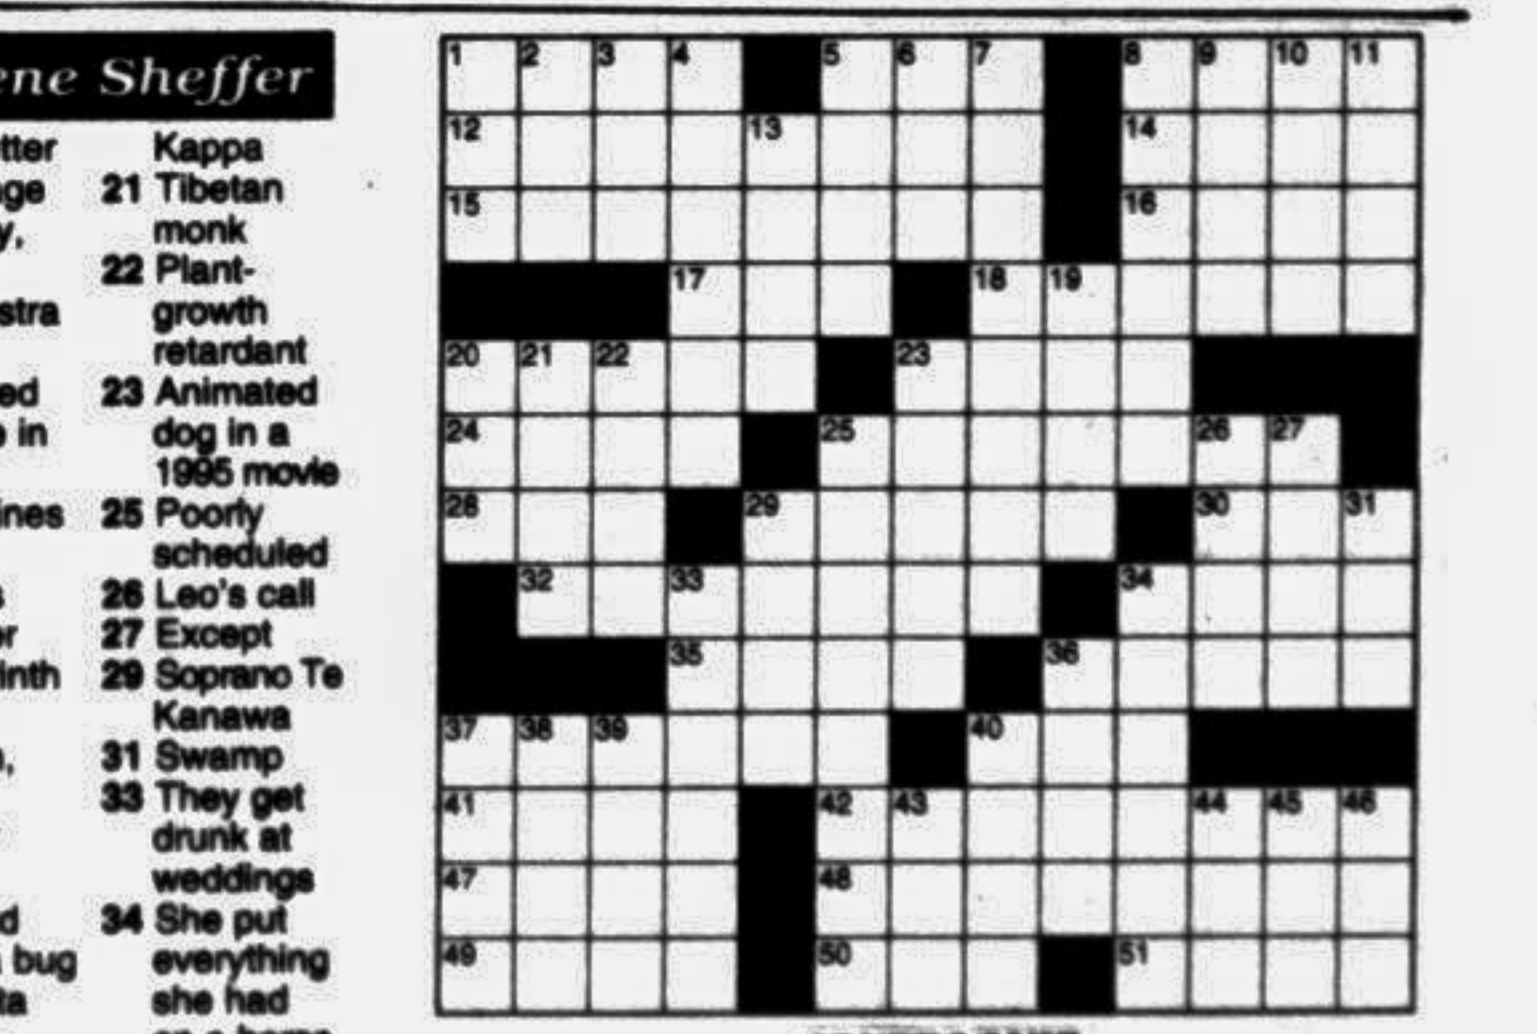 ene Sheffer
tter
ge
y,
stra
ed
e in
ines
s
er
inth
,
d
bug
ta
Kappa
21 Tibetan
monk
22 Plant-
growth
retardant
23 Animated
dog in a
1995 movie
25 Poorly
scheduled
26 Leo's call
27 Except
29 Soprano Te
Kanawa
31 Swamp
33 They get
drunk at
weddings
34 She put
everything
she had
1 2 3 4 5 6 7 8 9 10 11
12 13 14
15 16
17 18 19
20 21 22 23
24 25 26 27
28 29 30 31
32 33 34
35 36
37 38 39 40
41 42 43 44 45 46
47 48
49 50 51